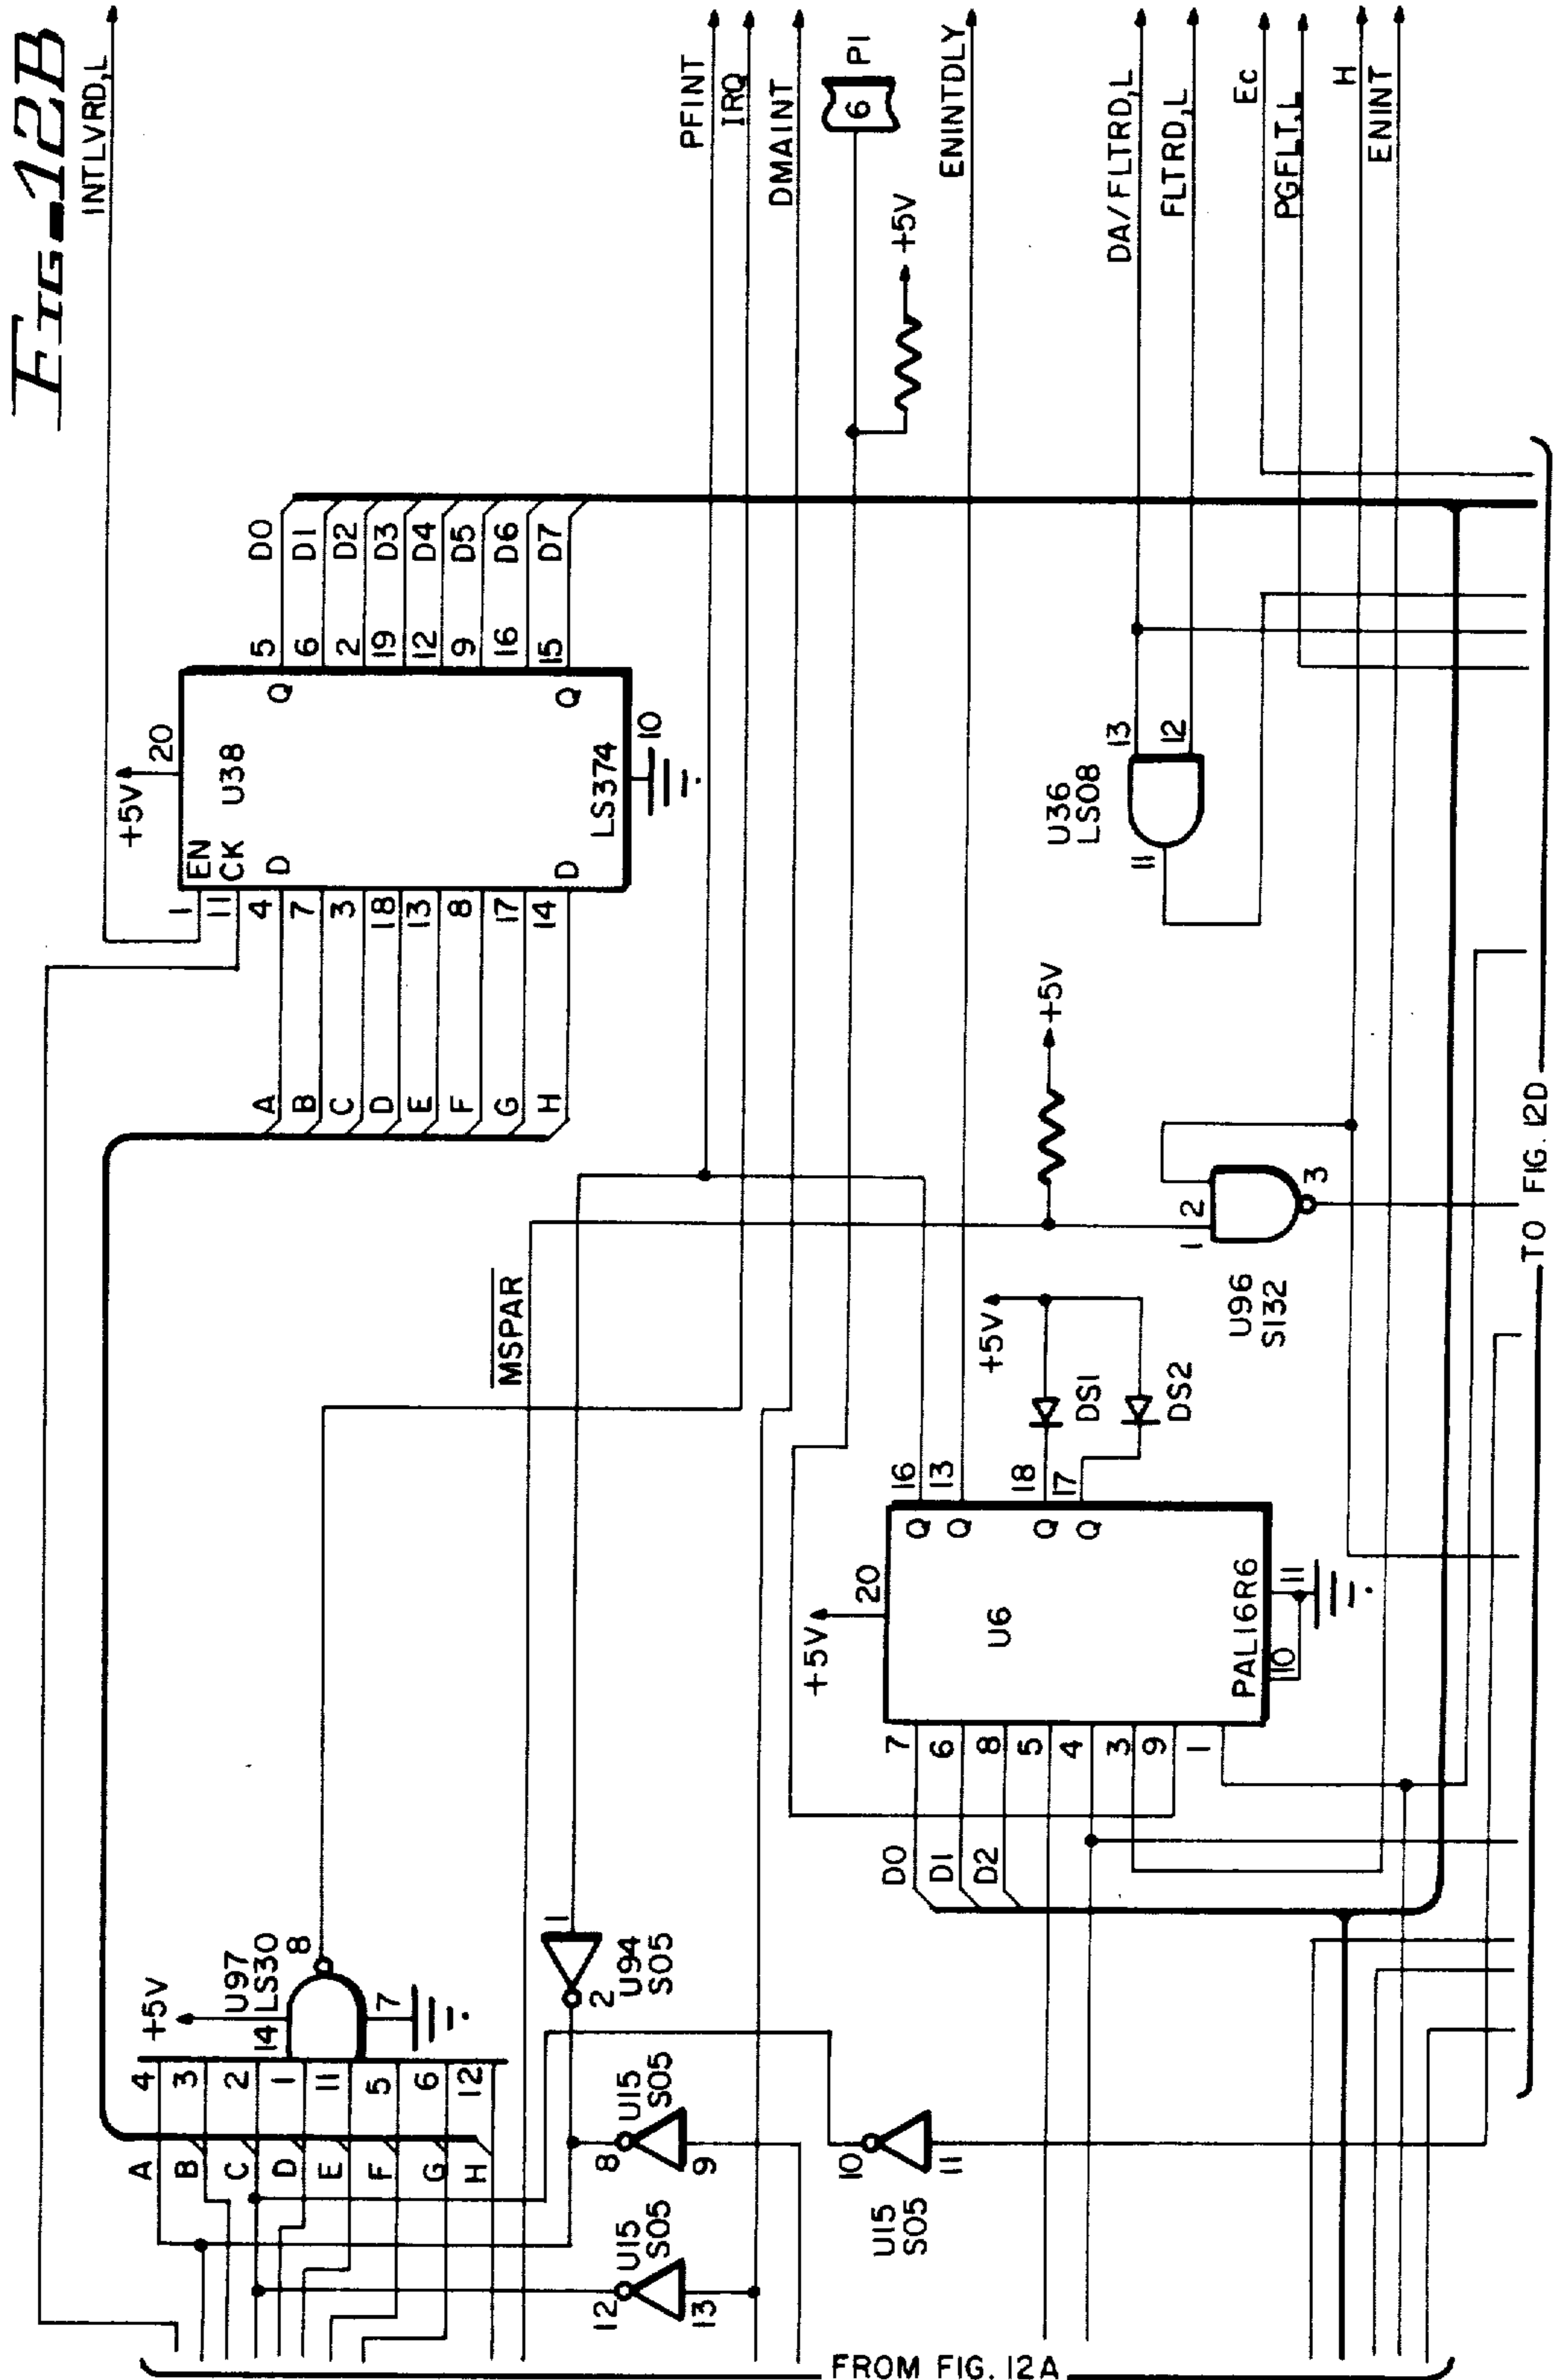 FIG-12B
INTLVRD,L
+5V
20
EN
CK
U38
1
11
4
D
Q
5
D0
7
6
D1
3
2
D2
18
19
D3
13
12
D4
8
9
D5
17
16
D6
14
D
LS374
Q
15
D7
10
A
B
C
D
E
F
G
H
+5V
U97
LS30
14
8
7
4
3
2
1
11
5
6
12
A
B
C
D
E
F
G
H
MSPAR
1
2
U94
S05
U15
S05
8
9
U15
S05
12
13
10
11
U15
S05
PFINT
IRQ
DMAINT
6
P1
+5V
ENINTDLY
+5V
20
U6
PAL16R6
10
11
D0
D1
D2
7
6
8
5
4
3
9
1
Q
Q
Q
Q
16
13
18
17
+5V
DS1
DS2
+5V
1
2
3
U96
S132
U36
LS08
11
13
12
DA/FLTRD,L
FLTRD,L
Ec
PGFLT,L
H
ENINT
FROM FIG. 12A
TO FIG. 12D